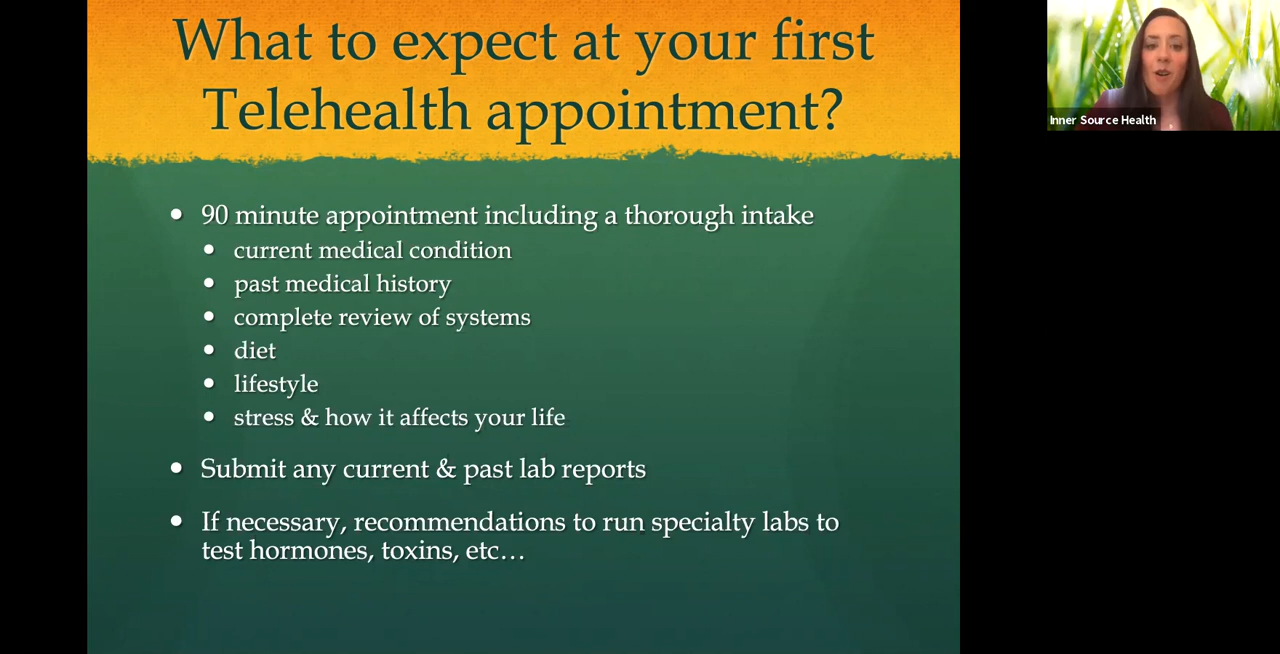 What to expect at your first
Telehealth appointment?
• 90 minute appointment including a thorough intake
• current medical condition
• past medical history
• complete review of systems
• diet
• lifestyle
• stress & how it affects your life
• Submit any current & past lab reports
• If necessary, recommendations to run specialty labs to
test hormones, toxins, etc…
Inner Source Health